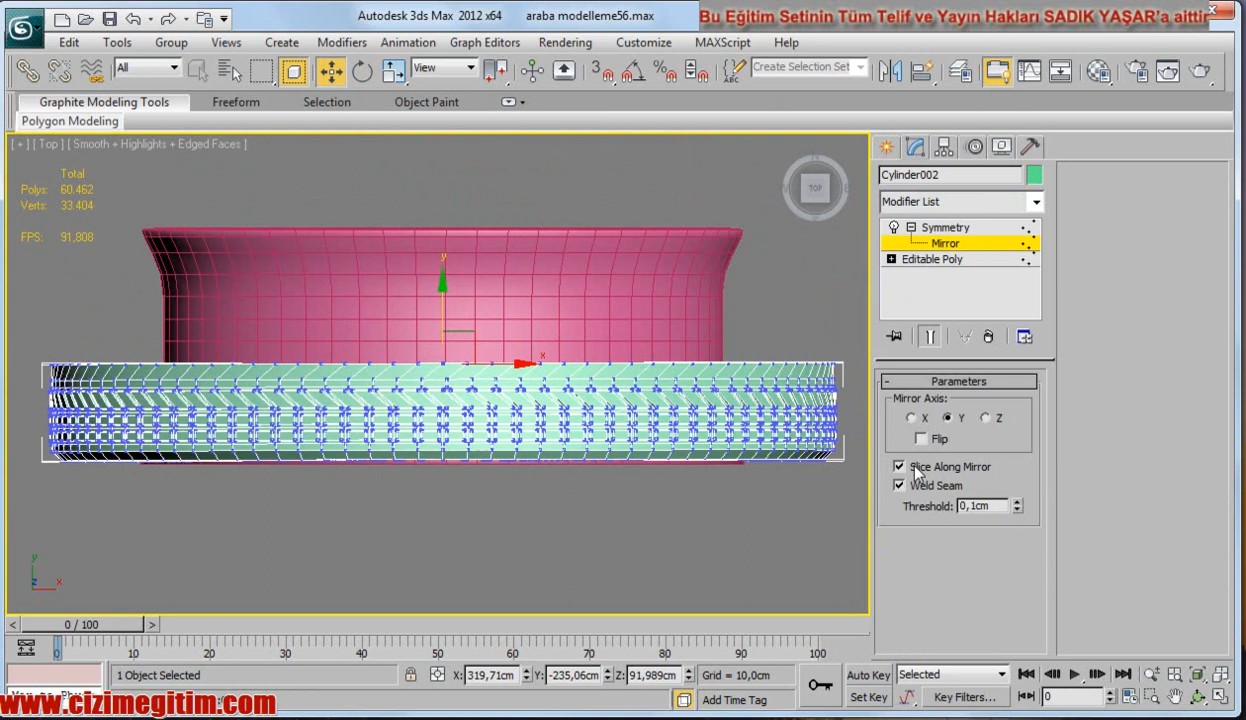 Autodesk 3ds Max 2012 x64 araba modelleme56.max
Bu Eğitim Setinin Tüm Telif ve Yayın Hakları SADIK YAŞAR'a aittir
Edit Tools Group Views Create Modifiers Animation Graph Editors Rendering Customize MAXScript Help
All View 3 ABC Create Selection Set
Graphite Modeling Tools Freeform Selection Object Paint
Polygon Modeling
[ + ] [ Top ] [ Smooth + Highlights + Edged Faces ]
Total
Polys: 60.462
Verts: 33.404
FPS: 91,808
TOP
y
x
y
z x
Cylinder002
Modifier List
Symmetry
Mirror
Editable Poly
- Parameters
Mirror Axis:
X Y Z
Flip
Slice Along Mirror
Weld Seam
Threshold: 0,1cm
< 0 / 100 >
0 10 20 30 40 50 60 70 80 90 100
1 Object Selected X: 319,71cm Y: -235,06cm Z: 91,989cm Grid = 10,0cm
Auto Key Selected
Add Time Tag Set Key Key Filters... 0
www.cizimegitim.com